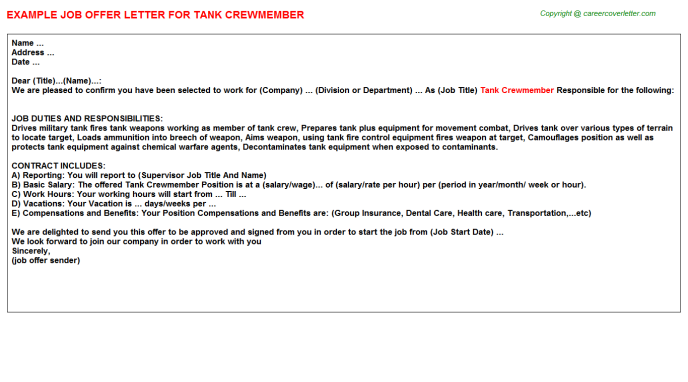 EXAMPLE JOB OFFER LETTER FOR TANK CREWMEMBER
Copyright @ careercoverletter.com
Name ...
Address ...
Date ...
Dear (Title)...(Name)...:
We are pleased to confirm you have been selected to work for (Company) ... (Division or Department) ... As (Job Title) Tank Crewmember Responsible for the following:
JOB DUTIES AND RESPONSIBILITIES:
Drives military tank fires tank weapons working as member of tank crew, Prepares tank plus equipment for movement combat, Drives tank over various types of terrain
to locate target, Loads ammunition into breech of weapon, Aims weapon, using tank fire control equipment fires weapon at target, Camouflages position as well as
protects tank equipment against chemical warfare agents, Decontaminates tank equipment when exposed to contaminants.
CONTRACT INCLUDES:
A) Reporting: You will report to (Supervisor Job Title And Name)
B) Basic Salary: The offered Tank Crewmember Position is at a (salary/wage)... of (salary/rate per hour) per (period in year/month/ week or hour).
C) Work Hours: Your working hours will start from ... Till ...
D) Vacations: Your Vacation is ... days/weeks per ...
E) Compensations and Benefits: Your Position Compensations and Benefits are: (Group Insurance, Dental Care, Health care, Transportation,...etc)
We are delighted to send you this offer to be approved and signed from you in order to start the job from (Job Start Date) ...
We look forward to join our company in order to work with you
Sincerely,
(job offer sender)